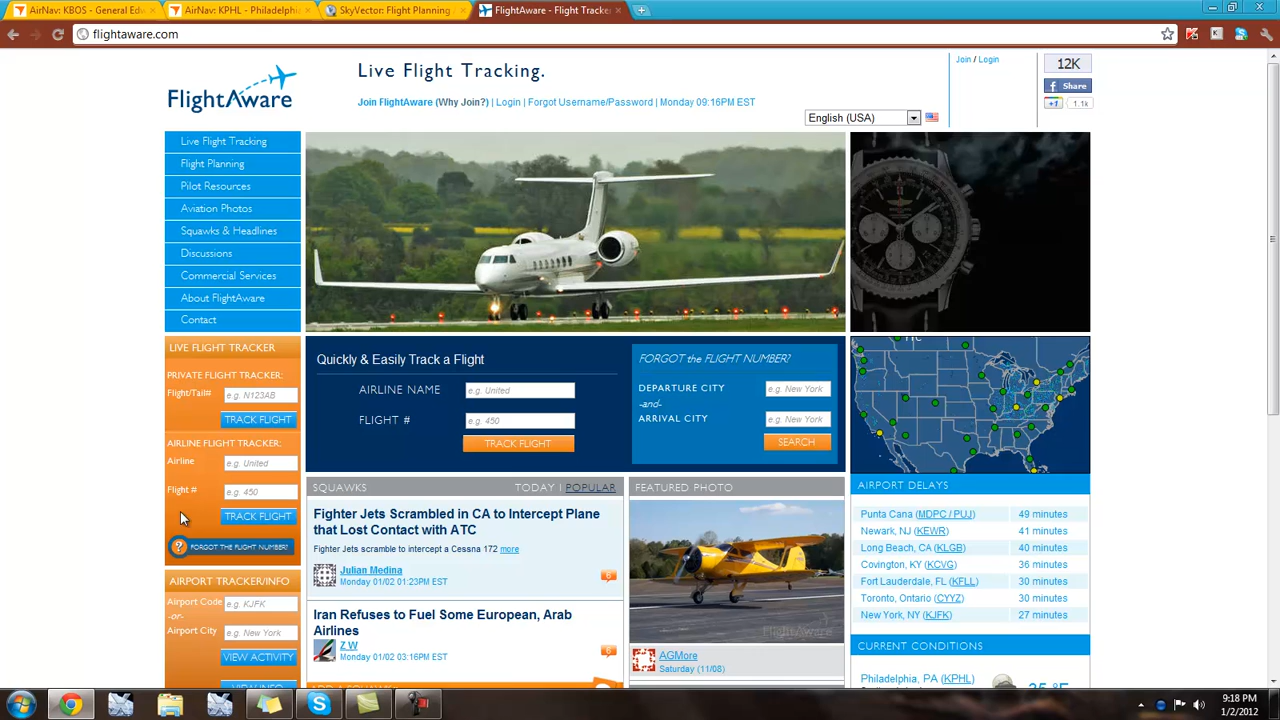 AirNav: KBOS - General Edw
AirNav: KPHL - Philadelphi
SkyVector: Flight Planning
FlightAware - Flight Tracke
flightaware.com
FlightAware
Live Flight Tracking.
Join / Login
12K
Join FlightAware (Why Join?) | Login | Forgot Username/Password | Monday 09:16PM EST
Share
+1 1.1k
English (USA)
Live Flight Tracking
Flight Planning
Pilot Resources
Aviation Photos
Squawks & Headlines
Discussions
Commercial Services
About FlightAware
Contact
LIVE FLIGHT TRACKER
PRIVATE FLIGHT TRACKER:
Flight/Tail# e.g. N123AB
TRACK FLIGHT
AIRLINE FLIGHT TRACKER:
Airline e.g. United
Flight # e.g. 450
TRACK FLIGHT
? FORGOT THE FLIGHT NUMBER?
AIRPORT TRACKER/INFO
Airport Code e.g. KJFK
-or-
Airport City e.g. New York
VIEW ACTIVITY
VIEW INFO
Quickly & Easily Track a Flight
AIRLINE NAME e.g. United
FLIGHT # e.g. 450
TRACK FLIGHT
FORGOT the FLIGHT NUMBER?
DEPARTURE CITY e.g. New York
-and-
ARRIVAL CITY e.g. New York
SEARCH
SQUAWKS TODAY | POPULAR
Fighter Jets Scrambled in CA to Intercept Plane
that Lost Contact with ATC
Fighter Jets scramble to intercept a Cessna 172 more
Julian Medina
Monday 01/02 01:23PM EST
6
Iran Refuses to Fuel Some European, Arab
Airlines
Z W
Monday 01/02 03:16PM EST
6
FEATURED PHOTO
FlightAware
AGMore
Saturday (11/08)
AIRPORT DELAYS
Punta Cana (MDPC / PUJ) 49 minutes
Newark, NJ (KEWR) 41 minutes
Long Beach, CA (KLGB) 40 minutes
Covington, KY (KCVG) 36 minutes
Fort Lauderdale, FL (KFLL) 30 minutes
Toronto, Ontario (CYYZ) 30 minutes
New York, NY (KJFK) 27 minutes
CURRENT CONDITIONS
Philadelphia, PA (KPHL)
35 °F
9:18 PM
1/2/2012